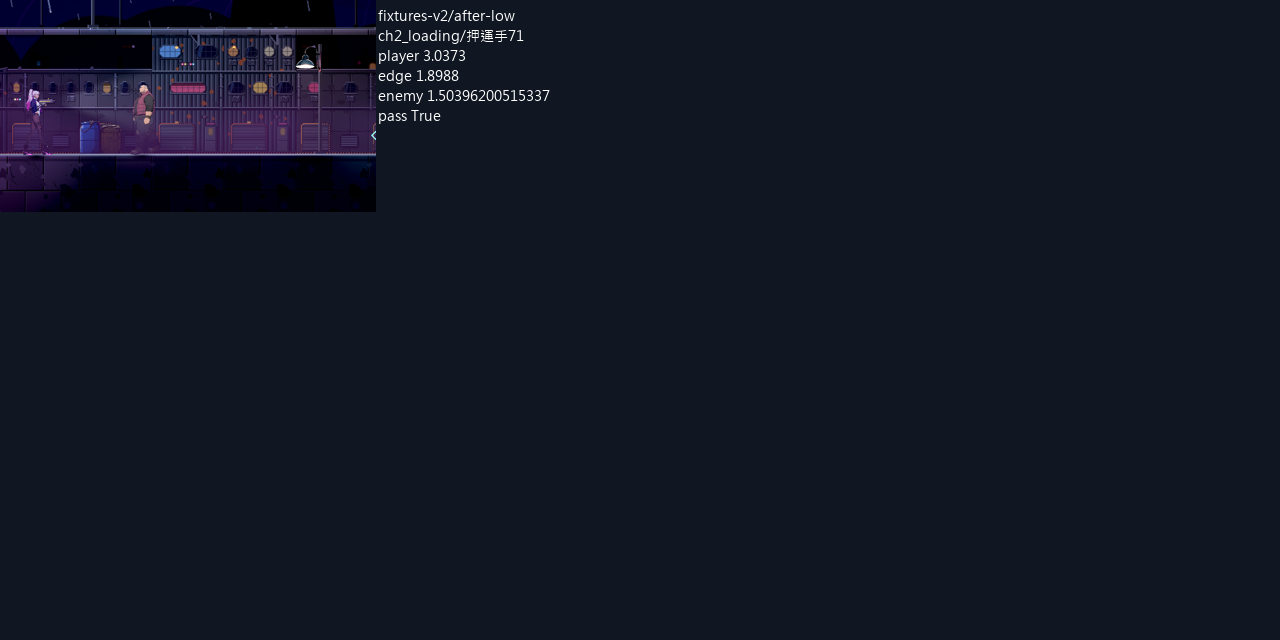 fixtures-v2/after-low
ch2_loading/押運手71
player 3.0373
edge 1.8988
enemy 1.50396200515337
pass True